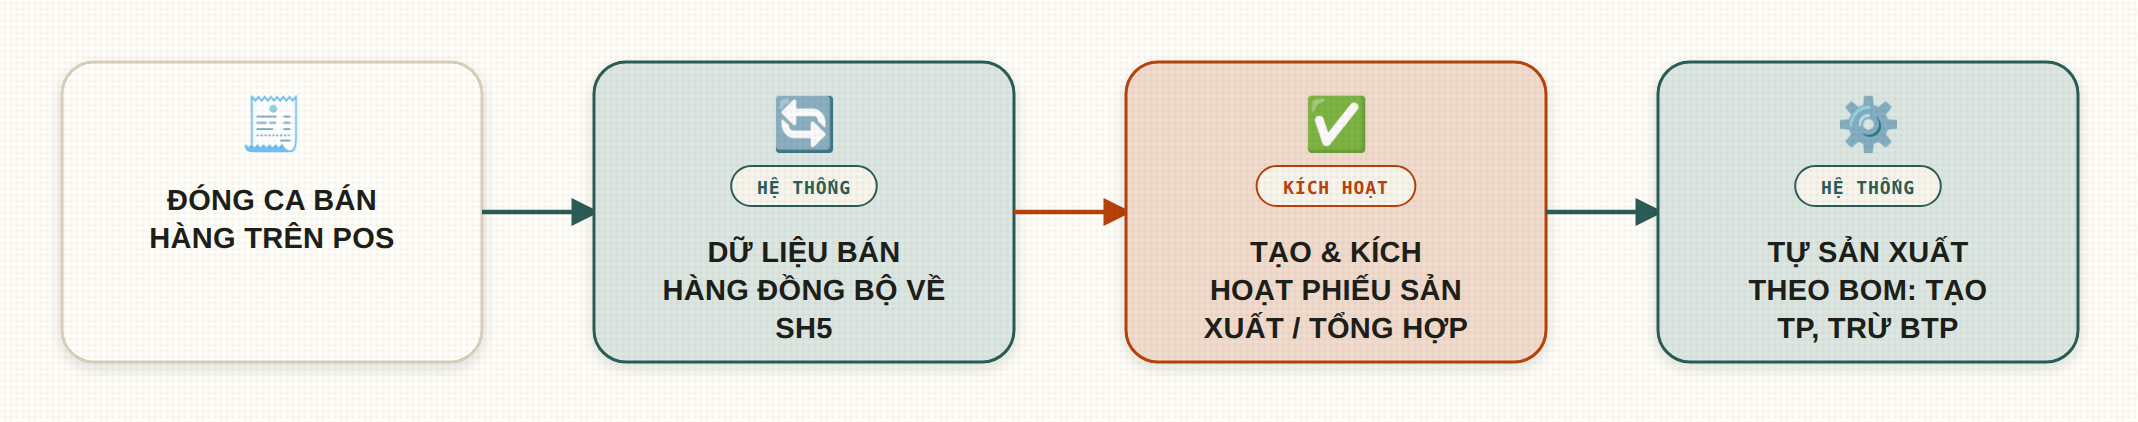 ĐÓNG CA BÁN
HÀNG TRÊN POS
HỆ THỐNG
DỮ LIỆU BÁN
HÀNG ĐỒNG BỘ VỀ
SH5
KÍCH HOẠT
TẠO & KÍCH
HOẠT PHIẾU SẢN
XUẤT / TỔNG HỢP
HỆ THỐNG
TỰ SẢN XUẤT
THEO BOM: TẠO
TP, TRỪ BTP